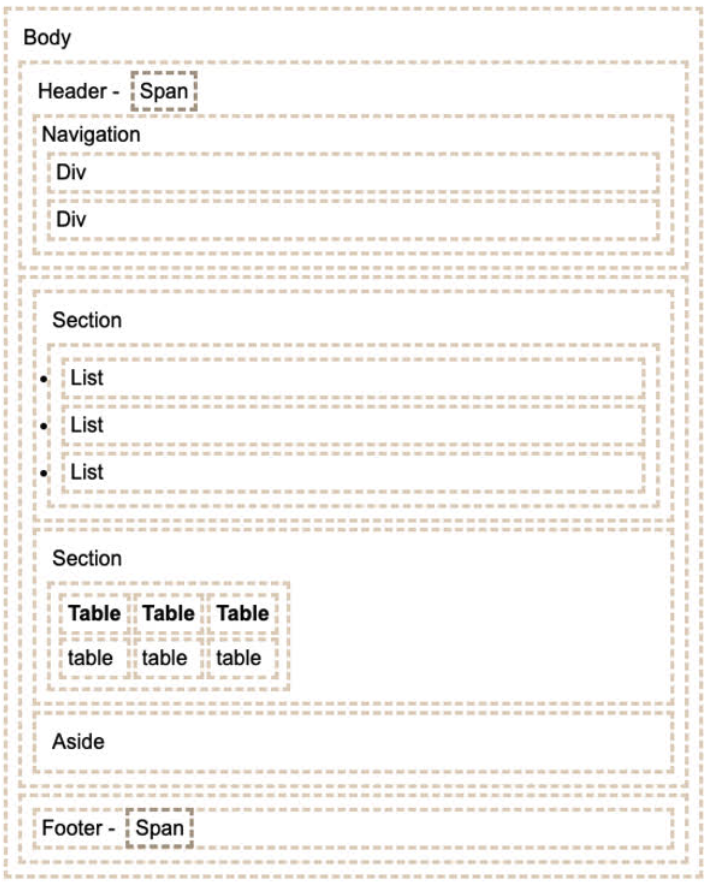 Body
Header - Span
Navigation
Div
Div
Section
• List
• List
• List
Section
Table Table Table
table table table
Aside
Footer - Span